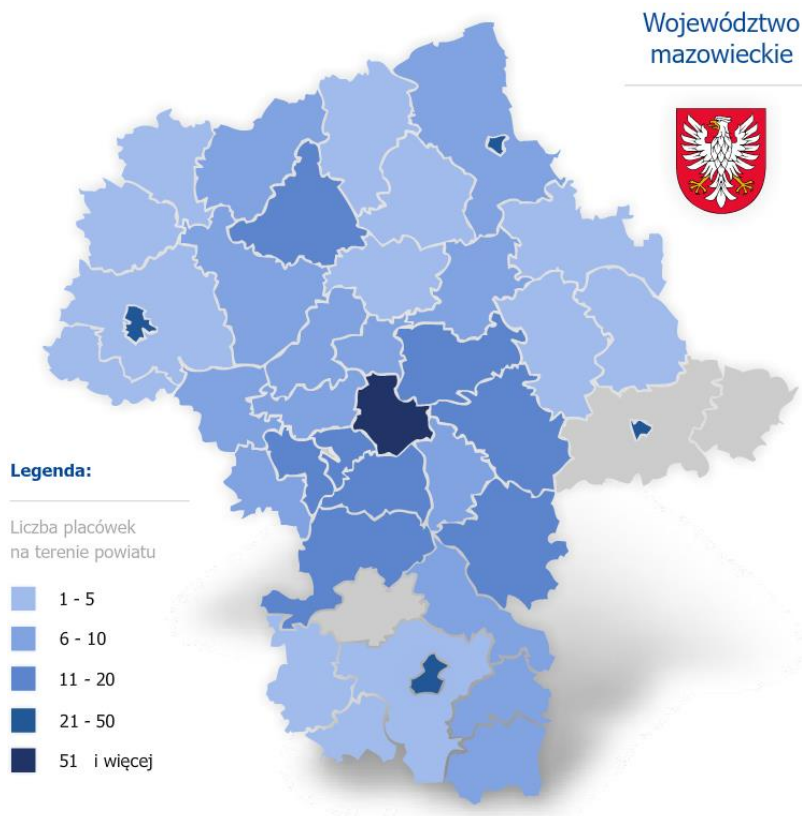 Województwo
mazowieckie
Legenda:
Liczba placówek
na terenie powiatu
1 - 5
6 - 10
11 - 20
21 - 50
51 i więcej